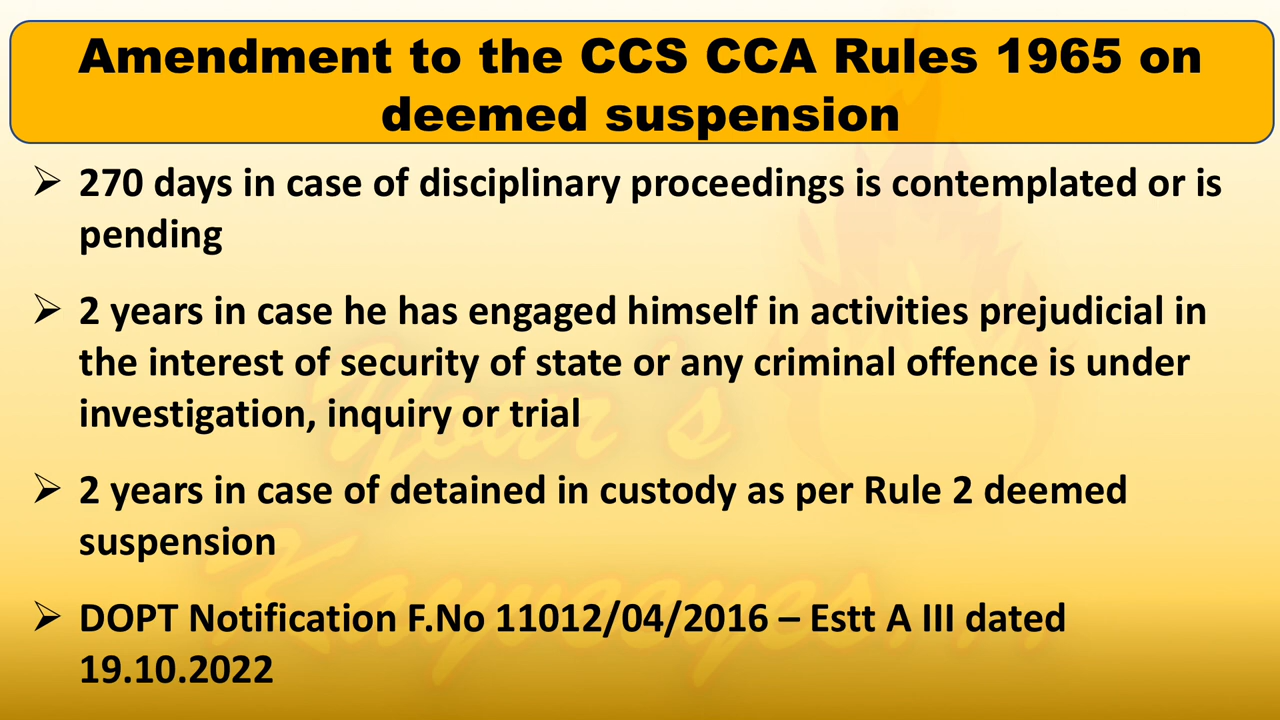 Amendment to the CCS CCA Rules 1965 on
deemed suspension
➢ 270 days in case of disciplinary proceedings is contemplated or is
pending
➢ 2 years in case he has engaged himself in activities prejudicial in
the interest of security of state or any criminal offence is under
investigation, inquiry or trial
➢ 2 years in case of detained in custody as per Rule 2 deemed
suspension
➢ DOPT Notification F.No 11012/04/2016 – Estt A III dated
19.10.2022
Your's
Kayveeyes...